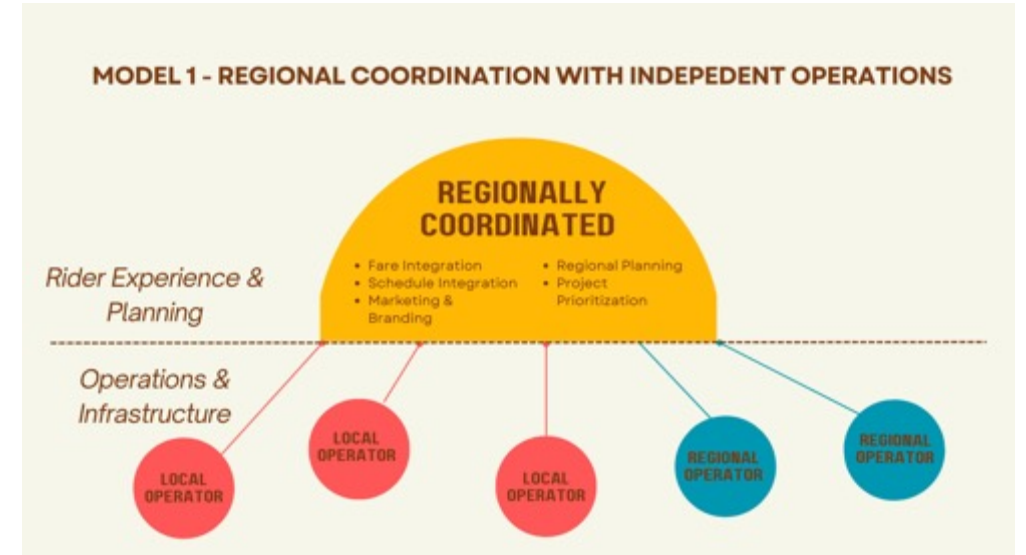 MODEL 1 - REGIONAL COORDINATION WITH INDEPEDENT OPERATIONS
REGIONALLY
COORDINATED
• Fare Integration
• Schedule Integration
• Marketing &
Branding
• Regional Planning
• Project
Prioritization
Rider Experience &
Planning
Operations &
Infrastructure
LOCAL
OPERATOR
LOCAL
OPERATOR
LOCAL
OPERATOR
REGIONAL
OPERATOR
REGIONAL
OPERATOR